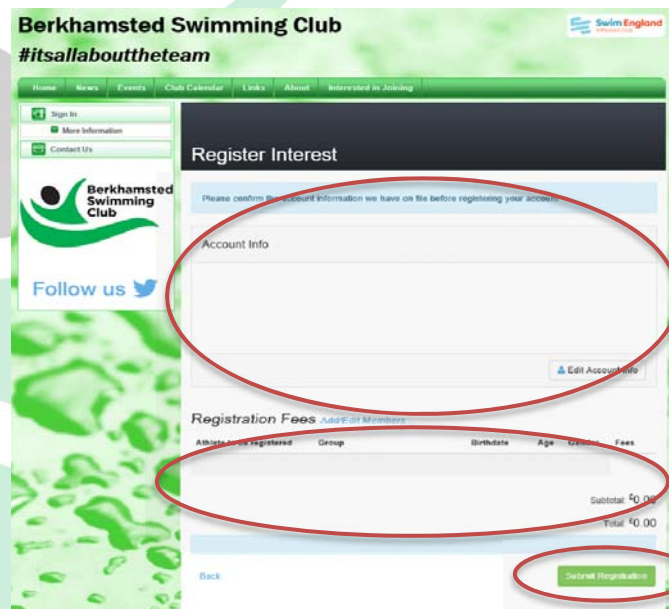 Berkhamsted Swimming Club
#itsallabouttheteam
Swim England
Home News Events Club Calendar Links About Interested in Joining
Sign In
More Information
Contact Us
Berkhamsted
Swimming
Club
Follow us
Register Interest
Please confirm the account information we have on file before registering your account
Account Info
Edit Account Info
Registration Fees Add/Edit Members
Athlete to be registered Group Birthdate Age Gender Fees
Subtotal: £0.00
Total: £0.00
Back
Submit Registration